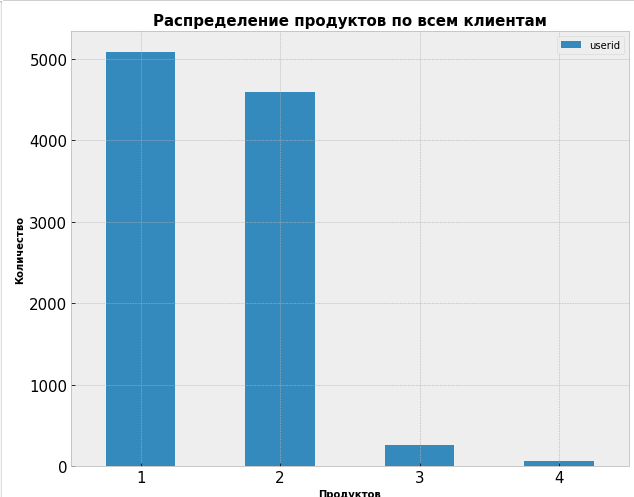 Распределение продуктов по всем клиентам
userid
5000
4000
3000
2000
1000
0
Количество
1 2 3 4
Продуктов